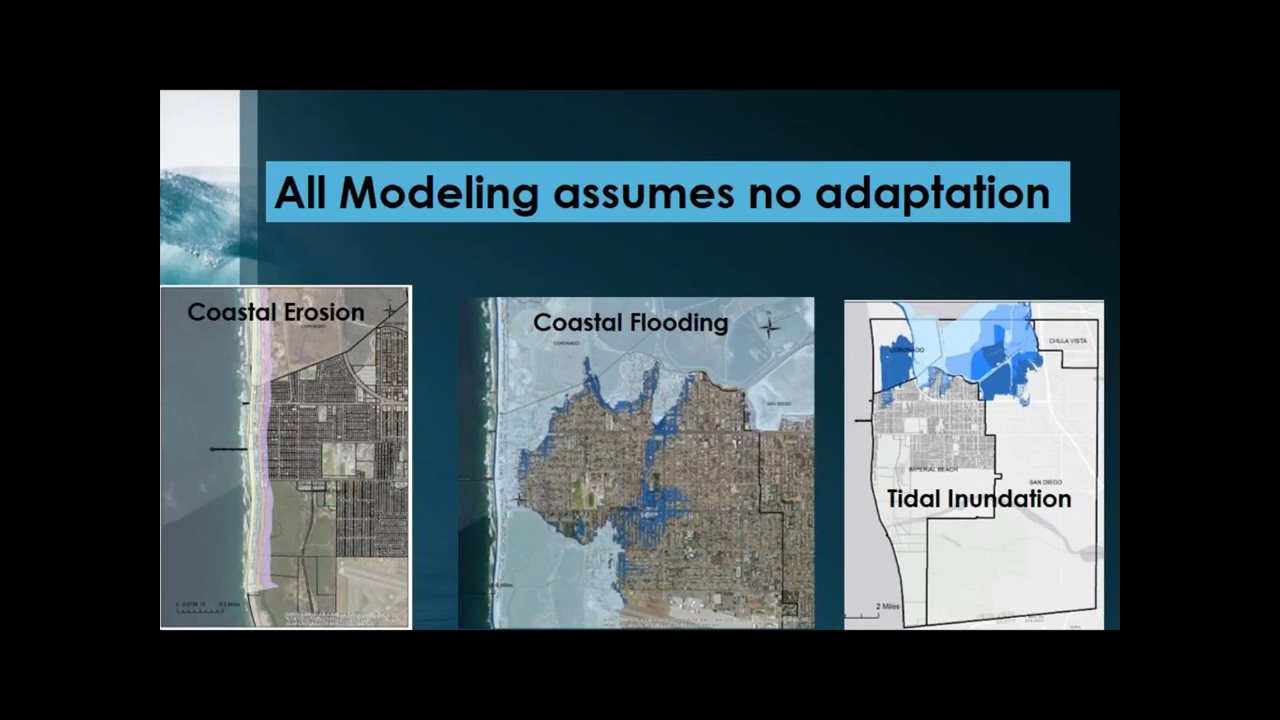 All Modeling assumes no adaptation
Coastal Erosion
Coastal Flooding
CORONADO
SAN DIEGO
CORONADO
CHULA VISTA
IMPERIAL BEACH
SAN DIEGO
Tidal Inundation
2 Miles